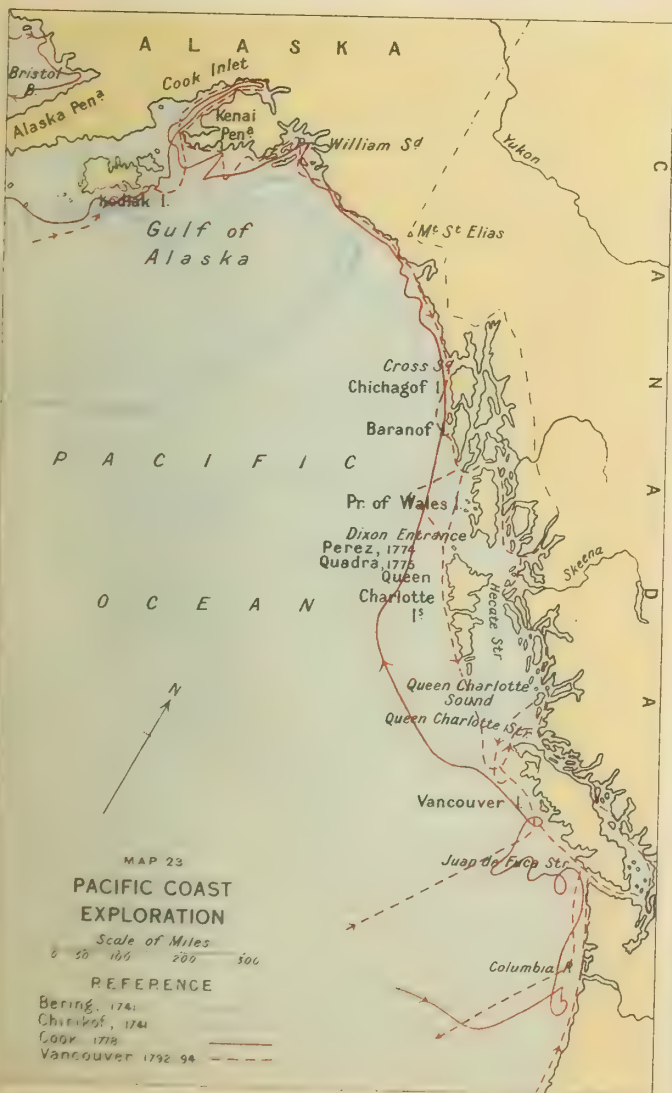 ALASKA
Bristol
B.
Cook Inlet
Alaska Penᵃ
Kenai
Penᵃ
William Sᵈ
Yukon
Kodiak I.
Gulf of
Alaska
Mᵗ Sᵗ Elias
CANADA
Cross Sᵈ
Chichagof I.
Baranof I.
PACIFIC
Pr. of Wales I.
Dixon Entrance
Perez, 1774
Quadra, 1775
Queen
Charlotte
Iˢ
Skeena
Hecate Str
OCEAN
N
Queen Charlotte
Sound
Queen Charlotte Str.
Vancouver I.
Juan de Fuca Str
MAP 23
PACIFIC COAST
EXPLORATION
Scale of Miles
0 50 100 200 300
Columbia R
REFERENCE
Bering, 1741
Chirikof, 1741
Cook 1778
Vancouver 1792-94